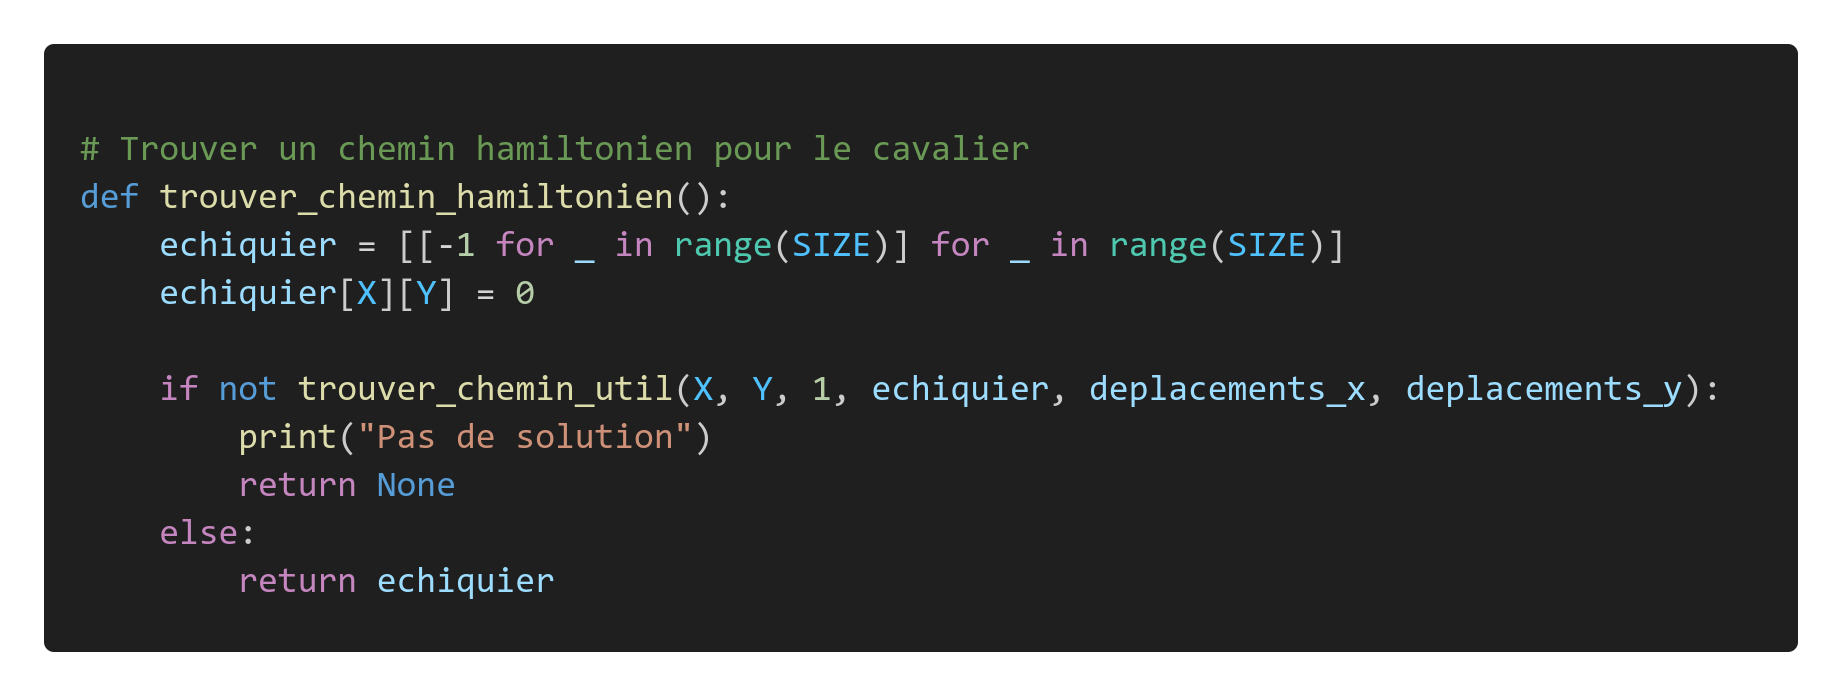 # Trouver un chemin hamiltonien pour le cavalier
def trouver_chemin_hamiltonien():
    echiquier = [[-1 for _ in range(SIZE)] for _ in range(SIZE)]
    echiquier[X][Y] = 0

    if not trouver_chemin_util(X, Y, 1, echiquier, deplacements_x, deplacements_y):
        print("Pas de solution")
        return None
    else:
        return echiquier